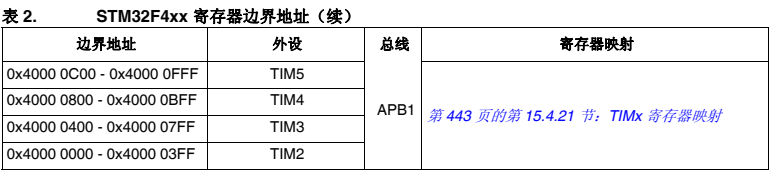 表 2. STM32F4xx 寄存器边界地址（续）
边界地址 外设 总线 寄存器映射
0x4000 0C00 - 0x4000 0FFF TIM5
0x4000 0800 - 0x4000 0BFF TIM4
APB1 第 443 页的第 15.4.21 节：TIMx 寄存器映射
0x4000 0400 - 0x4000 07FF TIM3
0x4000 0000 - 0x4000 03FF TIM2